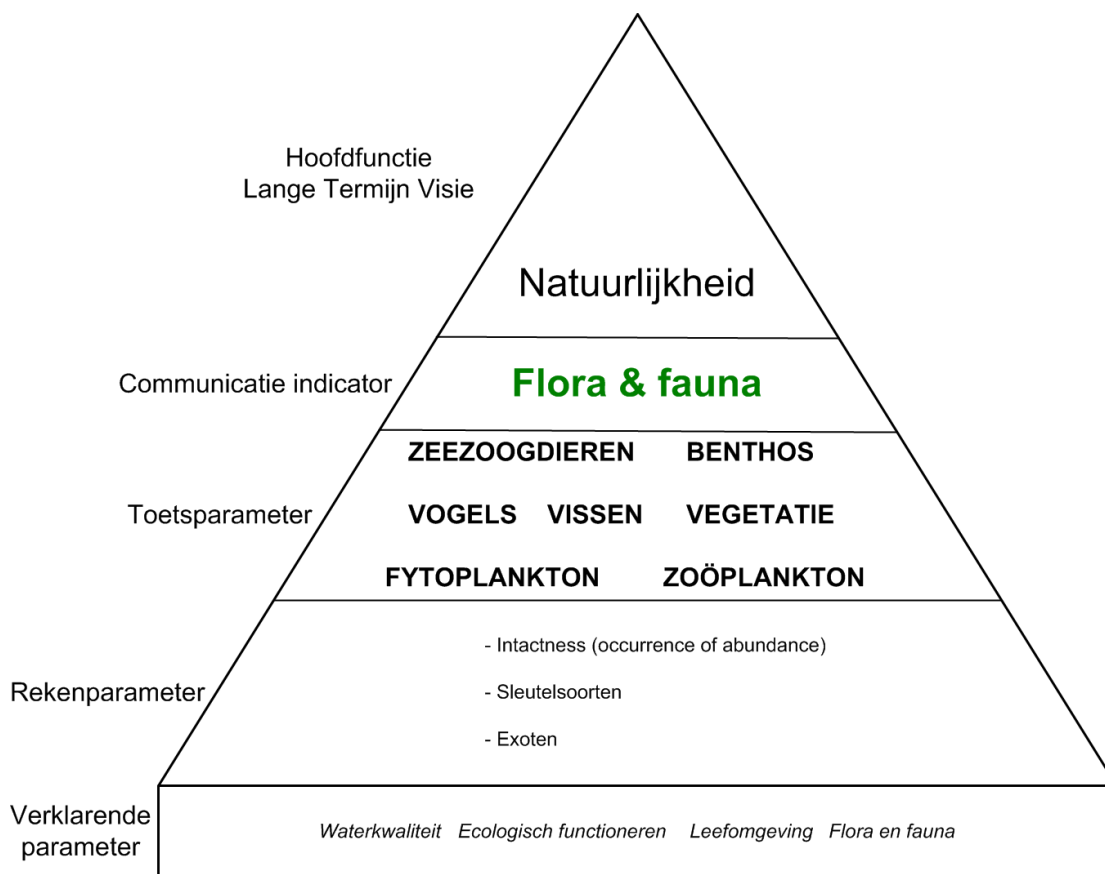 Hoofdfunctie
Lange Termijn Visie
Natuurlijkheid
Communicatie indicator
Flora & fauna
Toetsparameter
ZEEZOOGDIEREN BENTHOS
VOGELS VISSEN VEGETATIE
FYTOPLANKTON ZOÖPLANKTON
Rekenparameter
- Intactness (occurrence of abundance)
- Sleutelsoorten
- Exoten
Verklarende
parameter
Waterkwaliteit Ecologisch functioneren Leefomgeving Flora en fauna